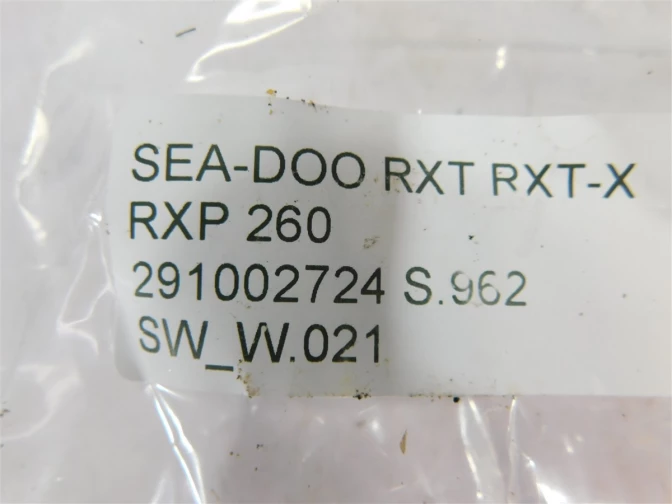 SEA-DOO RXT RXT-X
RXP 260
291002724 S.962
SW_W.021